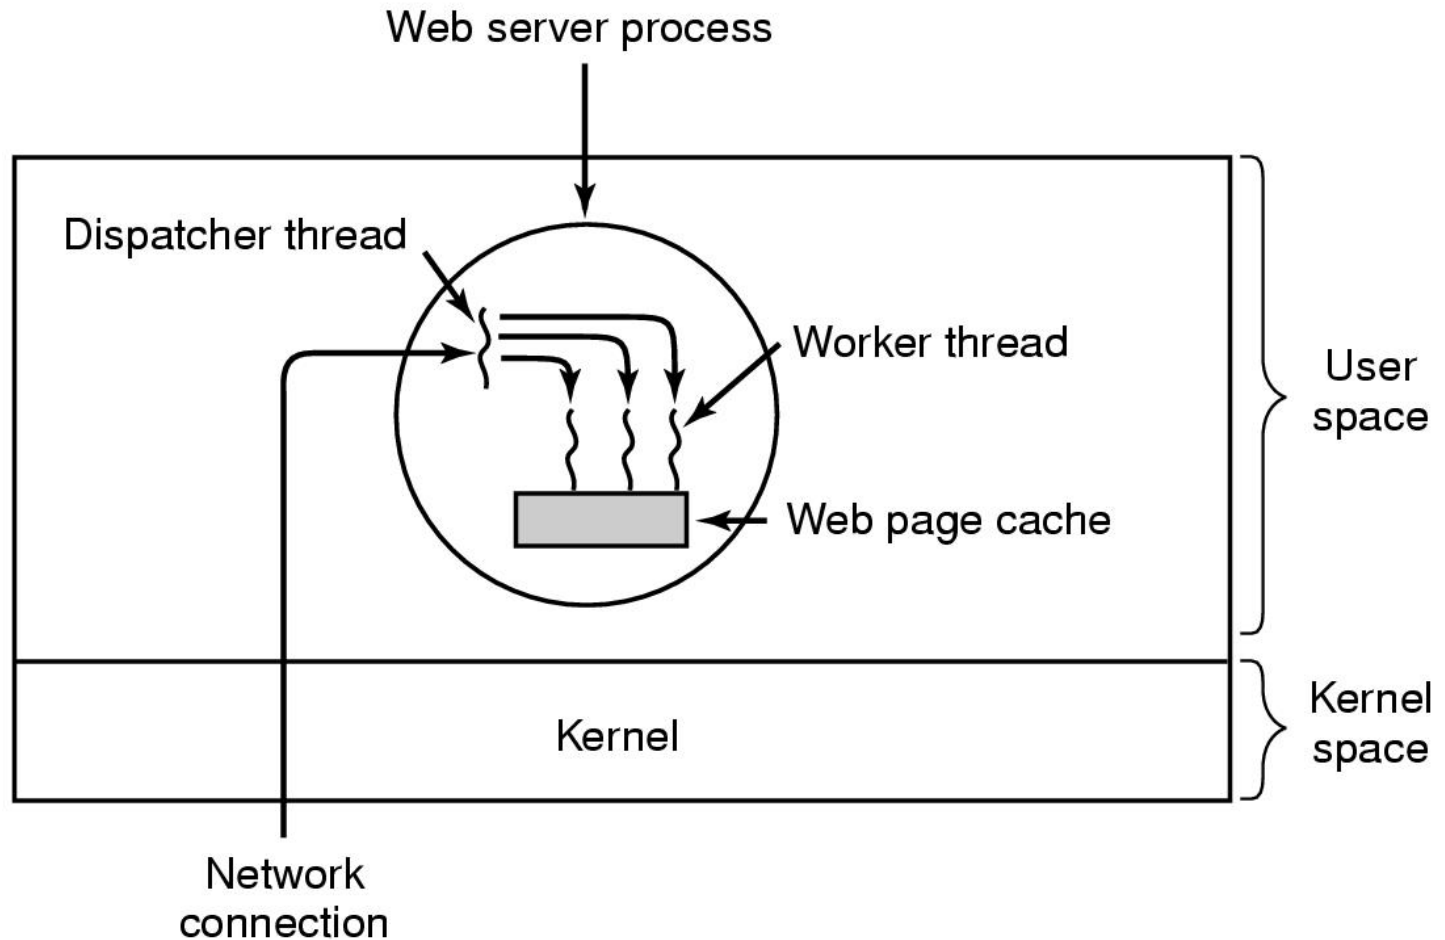 Web server process
Dispatcher thread
Worker thread
User
space
Web page cache
Kernel
Kernel
space
Network
connection